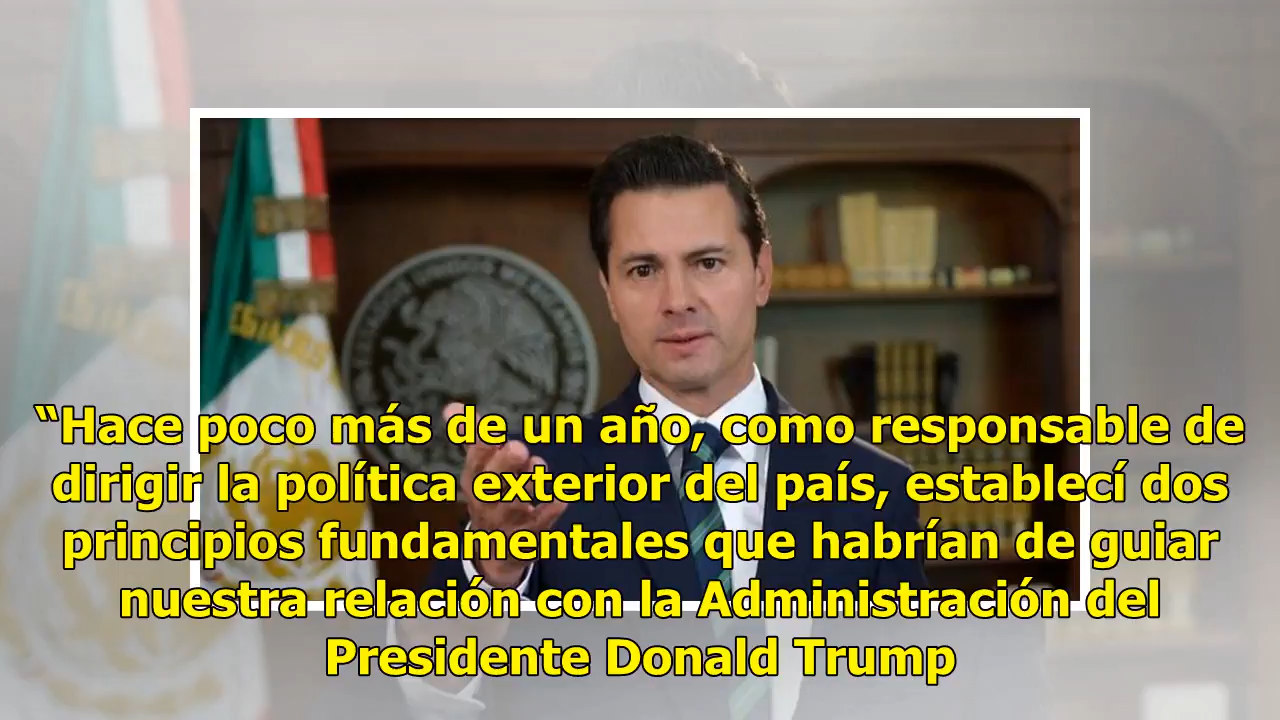 “Hace poco más de un año, como responsable de
dirigir la política exterior del país, establecí dos
principios fundamentales que habrían de guiar
nuestra relación con la Administración del
Presidente Donald Trump